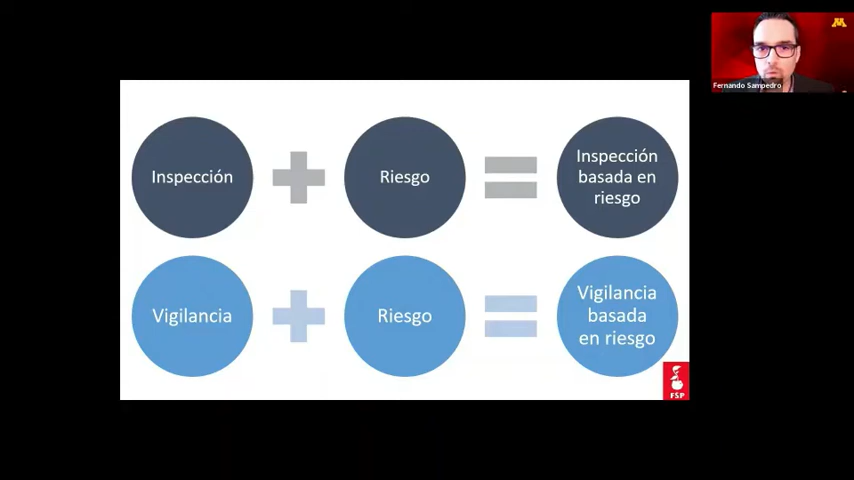 Fernando Sampedro
Inspección
Riesgo
Inspección
basada en
riesgo
Vigilancia
Riesgo
Vigilancia
basada
en riesgo
FSP